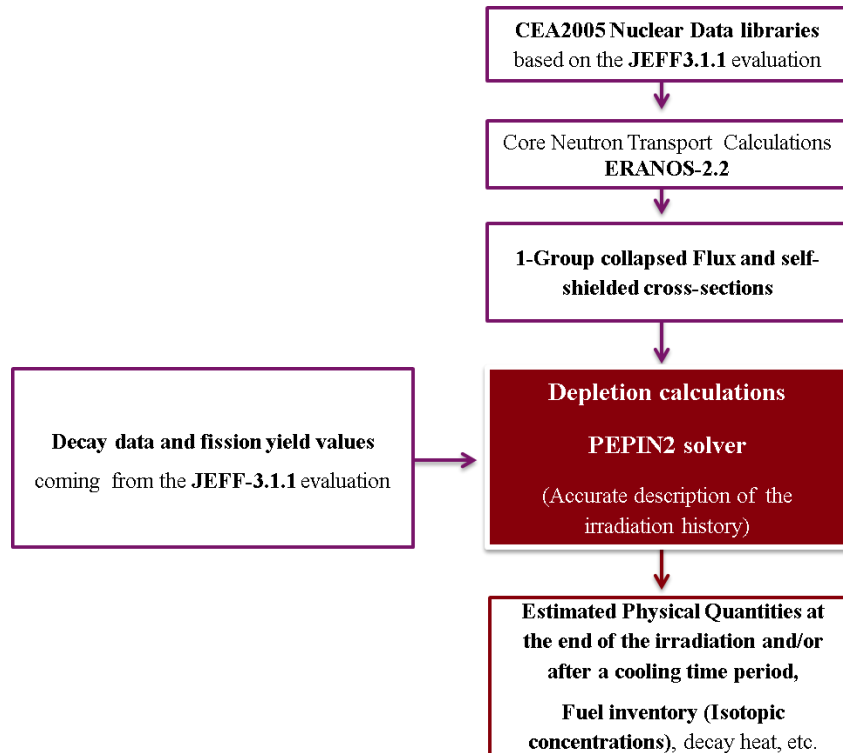 CEA2005 Nuclear Data libraries
based on the JEFF3.1.1 evaluation
Core Neutron Transport Calculations
ERANOS-2.2
1-Group collapsed Flux and self-
shielded cross-sections
Decay data and fission yield values
coming from the JEFF-3.1.1 evaluation
Depletion calculations
PEPIN2 solver
(Accurate description of the
irradiation history)
Estimated Physical Quantities at
the end of the irradiation and/or
after a cooling time period,
Fuel inventory (Isotopic
concentrations), decay heat, etc.